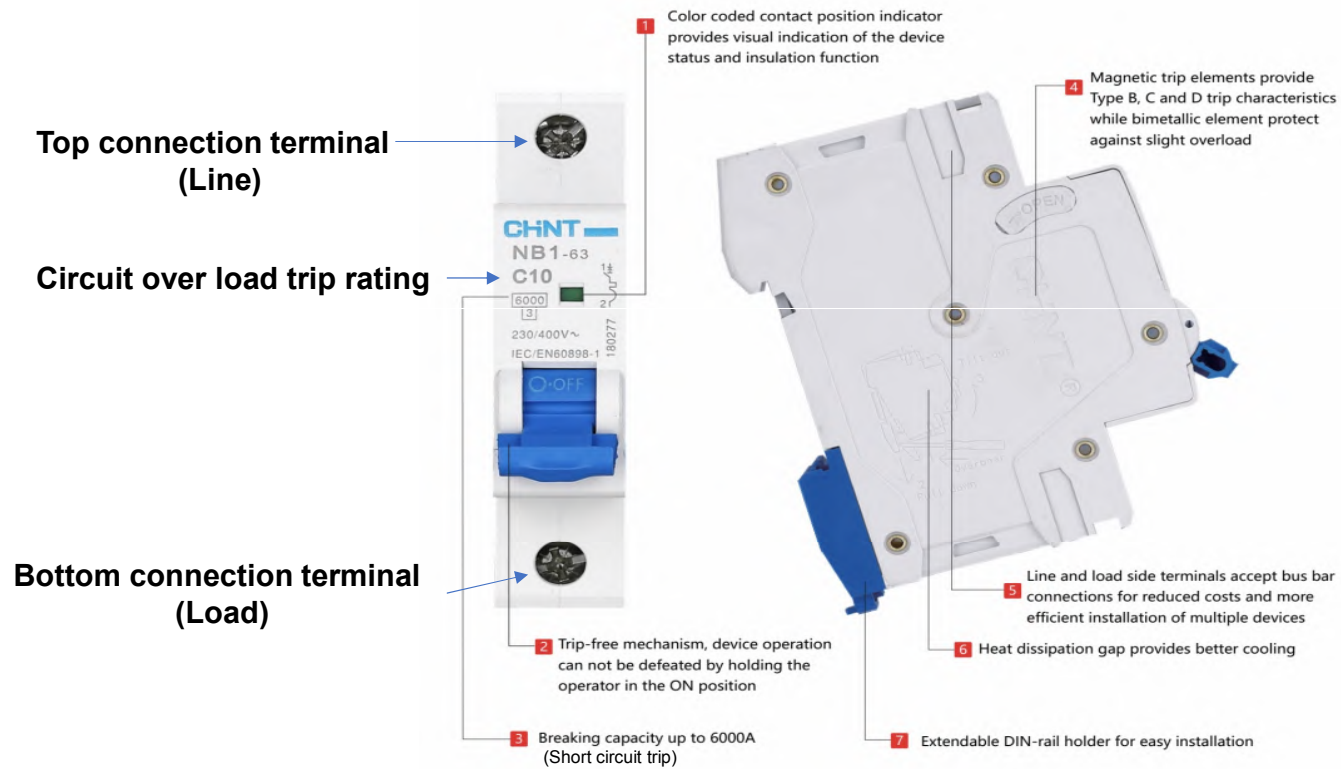 1 Color coded contact position indicator
provides visual indication of the device
status and insulation function
4 Magnetic trip elements provide
Type B, C and D trip characteristics
while bimetallic element protect
against slight overload
Top connection terminal
(Line)
CHNT
NB1-63
C10
6000
3
230/400V~
IEC/EN60898-1
1
2
180277
O·OFF
Circuit over load trip rating
OPEN
CHNT
Bottom connection terminal
(Load)
5 Line and load side terminals accept bus bar
connections for reduced costs and more
efficient installation of multiple devices
2 Trip-free mechanism, device operation
can not be defeated by holding the
operator in the ON position
6 Heat dissipation gap provides better cooling
3 Breaking capacity up to 6000A
(Short circuit trip)
7 Extendable DIN-rail holder for easy installation